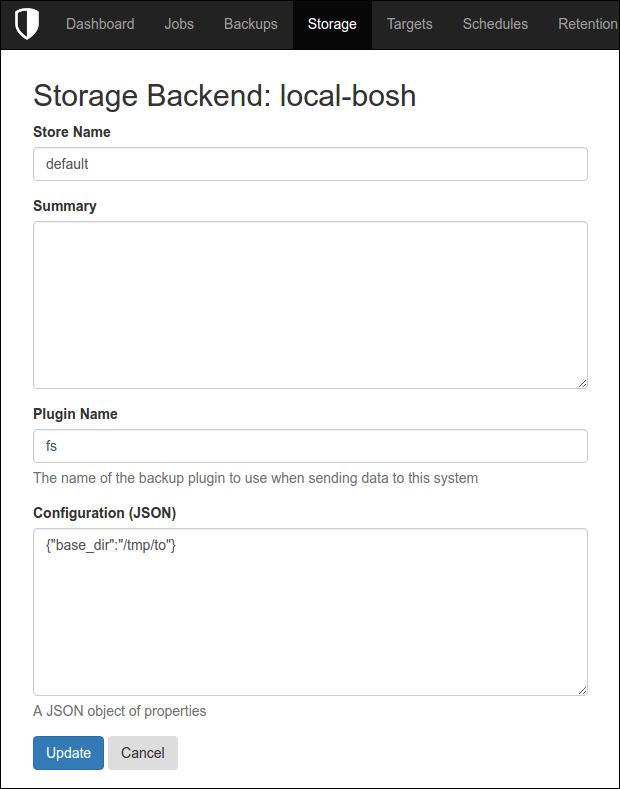 Dashboard Jobs Backups Storage Targets Schedules Retention
Storage Backend: local-bosh
Store Name
default
Summary
Plugin Name
fs
The name of the backup plugin to use when sending data to this system
Configuration (JSON)
{"base_dir":"/tmp/to"}
A JSON object of properties
Update Cancel